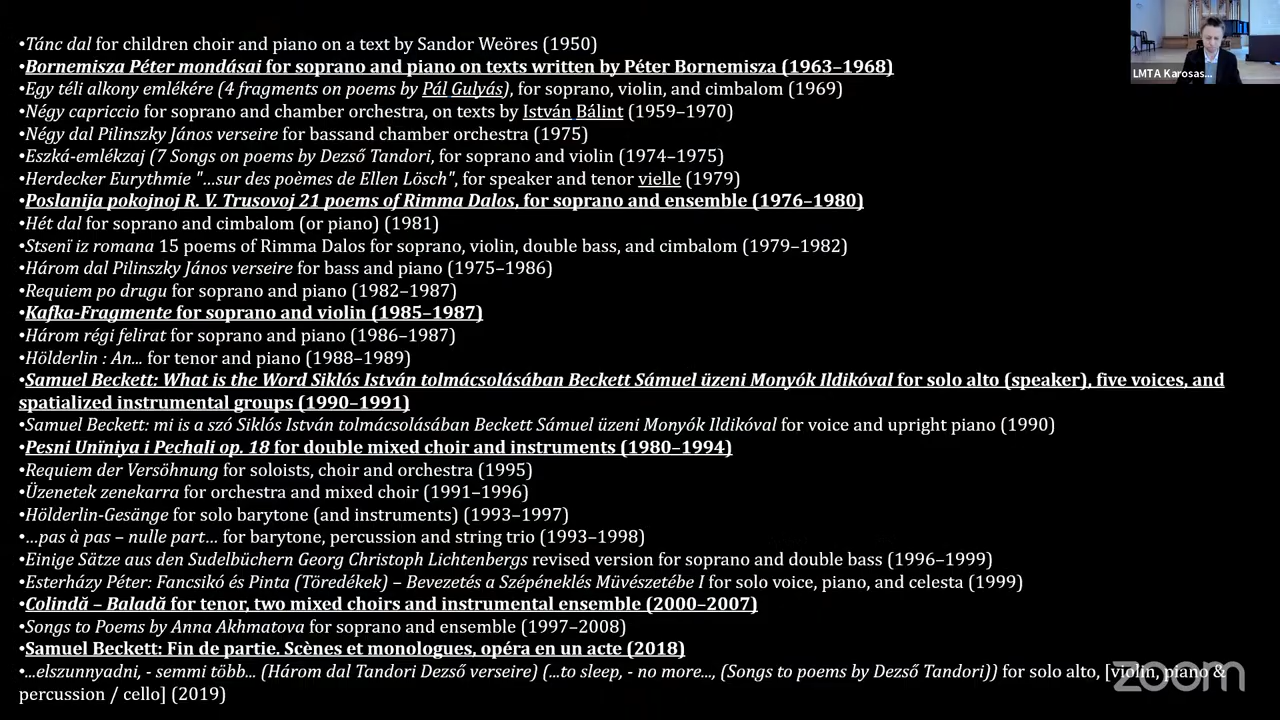 •Tánc dal for children choir and piano on a text by Sandor Weöres (1950)
•Bornemisza Péter mondásai for soprano and piano on texts written by Péter Bornemisza (1963–1968)
•Egy téli alkony emlékére (4 fragments on poems by Pál Gulyás), for soprano, violin, and cimbalom (1969)
•Négy capriccio for soprano and chamber orchestra, on texts by István Bálint (1959–1970)
•Négy dal Pilinszky János verseire for bassand chamber orchestra (1975)
•Eszká-emlékzaj (7 Songs on poems by Dezső Tandori, for soprano and violin (1974–1975)
•Herdecker Eurythmie "...sur des poèmes de Ellen Lösch", for speaker and tenor vielle (1979)
•Poslanija pokojnoj R. V. Trusovoj 21 poems of Rimma Dalos, for soprano and ensemble (1976–1980)
•Hét dal for soprano and cimbalom (or piano) (1981)
•Stsenï iz romana 15 poems of Rimma Dalos for soprano, violin, double bass, and cimbalom (1979–1982)
•Három dal Pilinszky János verseire for bass and piano (1975–1986)
•Requiem po drugu for soprano and piano (1982–1987)
•Kafka-Fragmente for soprano and violin (1985–1987)
•Három régi felirat for soprano and piano (1986–1987)
•Hölderlin : An... for tenor and piano (1988–1989)
•Samuel Beckett: What is the Word Siklós István tolmácsolásában Beckett Sámuel üzeni Monyók Ildikóval for solo alto (speaker), five voices, and
spatialized instrumental groups (1990–1991)
•Samuel Beckett: mi is a szó Siklós István tolmácsolásában Beckett Sámuel üzeni Monyók Ildikóval for voice and upright piano (1990)
•Pesni Unïniya i Pechali op. 18 for double mixed choir and instruments (1980–1994)
•Requiem der Versöhnung for soloists, choir and orchestra (1995)
•Üzenetek zenekarra for orchestra and mixed choir (1991–1996)
•Hölderlin-Gesänge for solo barytone (and instruments) (1993–1997)
•...pas à pas – nulle part... for barytone, percussion and string trio (1993–1998)
•Einige Sätze aus den Sudelbüchern Georg Christoph Lichtenbergs revised version for soprano and double bass (1996–1999)
•Esterházy Péter: Fancsikó és Pinta (Töredékek) – Bevezetés a Szépéneklés Müvészetébe I for solo voice, piano, and celesta (1999)
•Colindă – Baladă for tenor, two mixed choirs and instrumental ensemble (2000–2007)
•Songs to Poems by Anna Akhmatova for soprano and ensemble (1997–2008)
•Samuel Beckett: Fin de partie. Scènes et monologues, opéra en un acte (2018)
•...elszunnyadni, - semmi több... (Három dal Tandori Dezső verseire) (...to sleep, - no more..., (Songs to poems by Dezső Tandori)) for solo alto, [violin, piano &
percussion / cello] (2019)
LMTA Karosas...
zoom